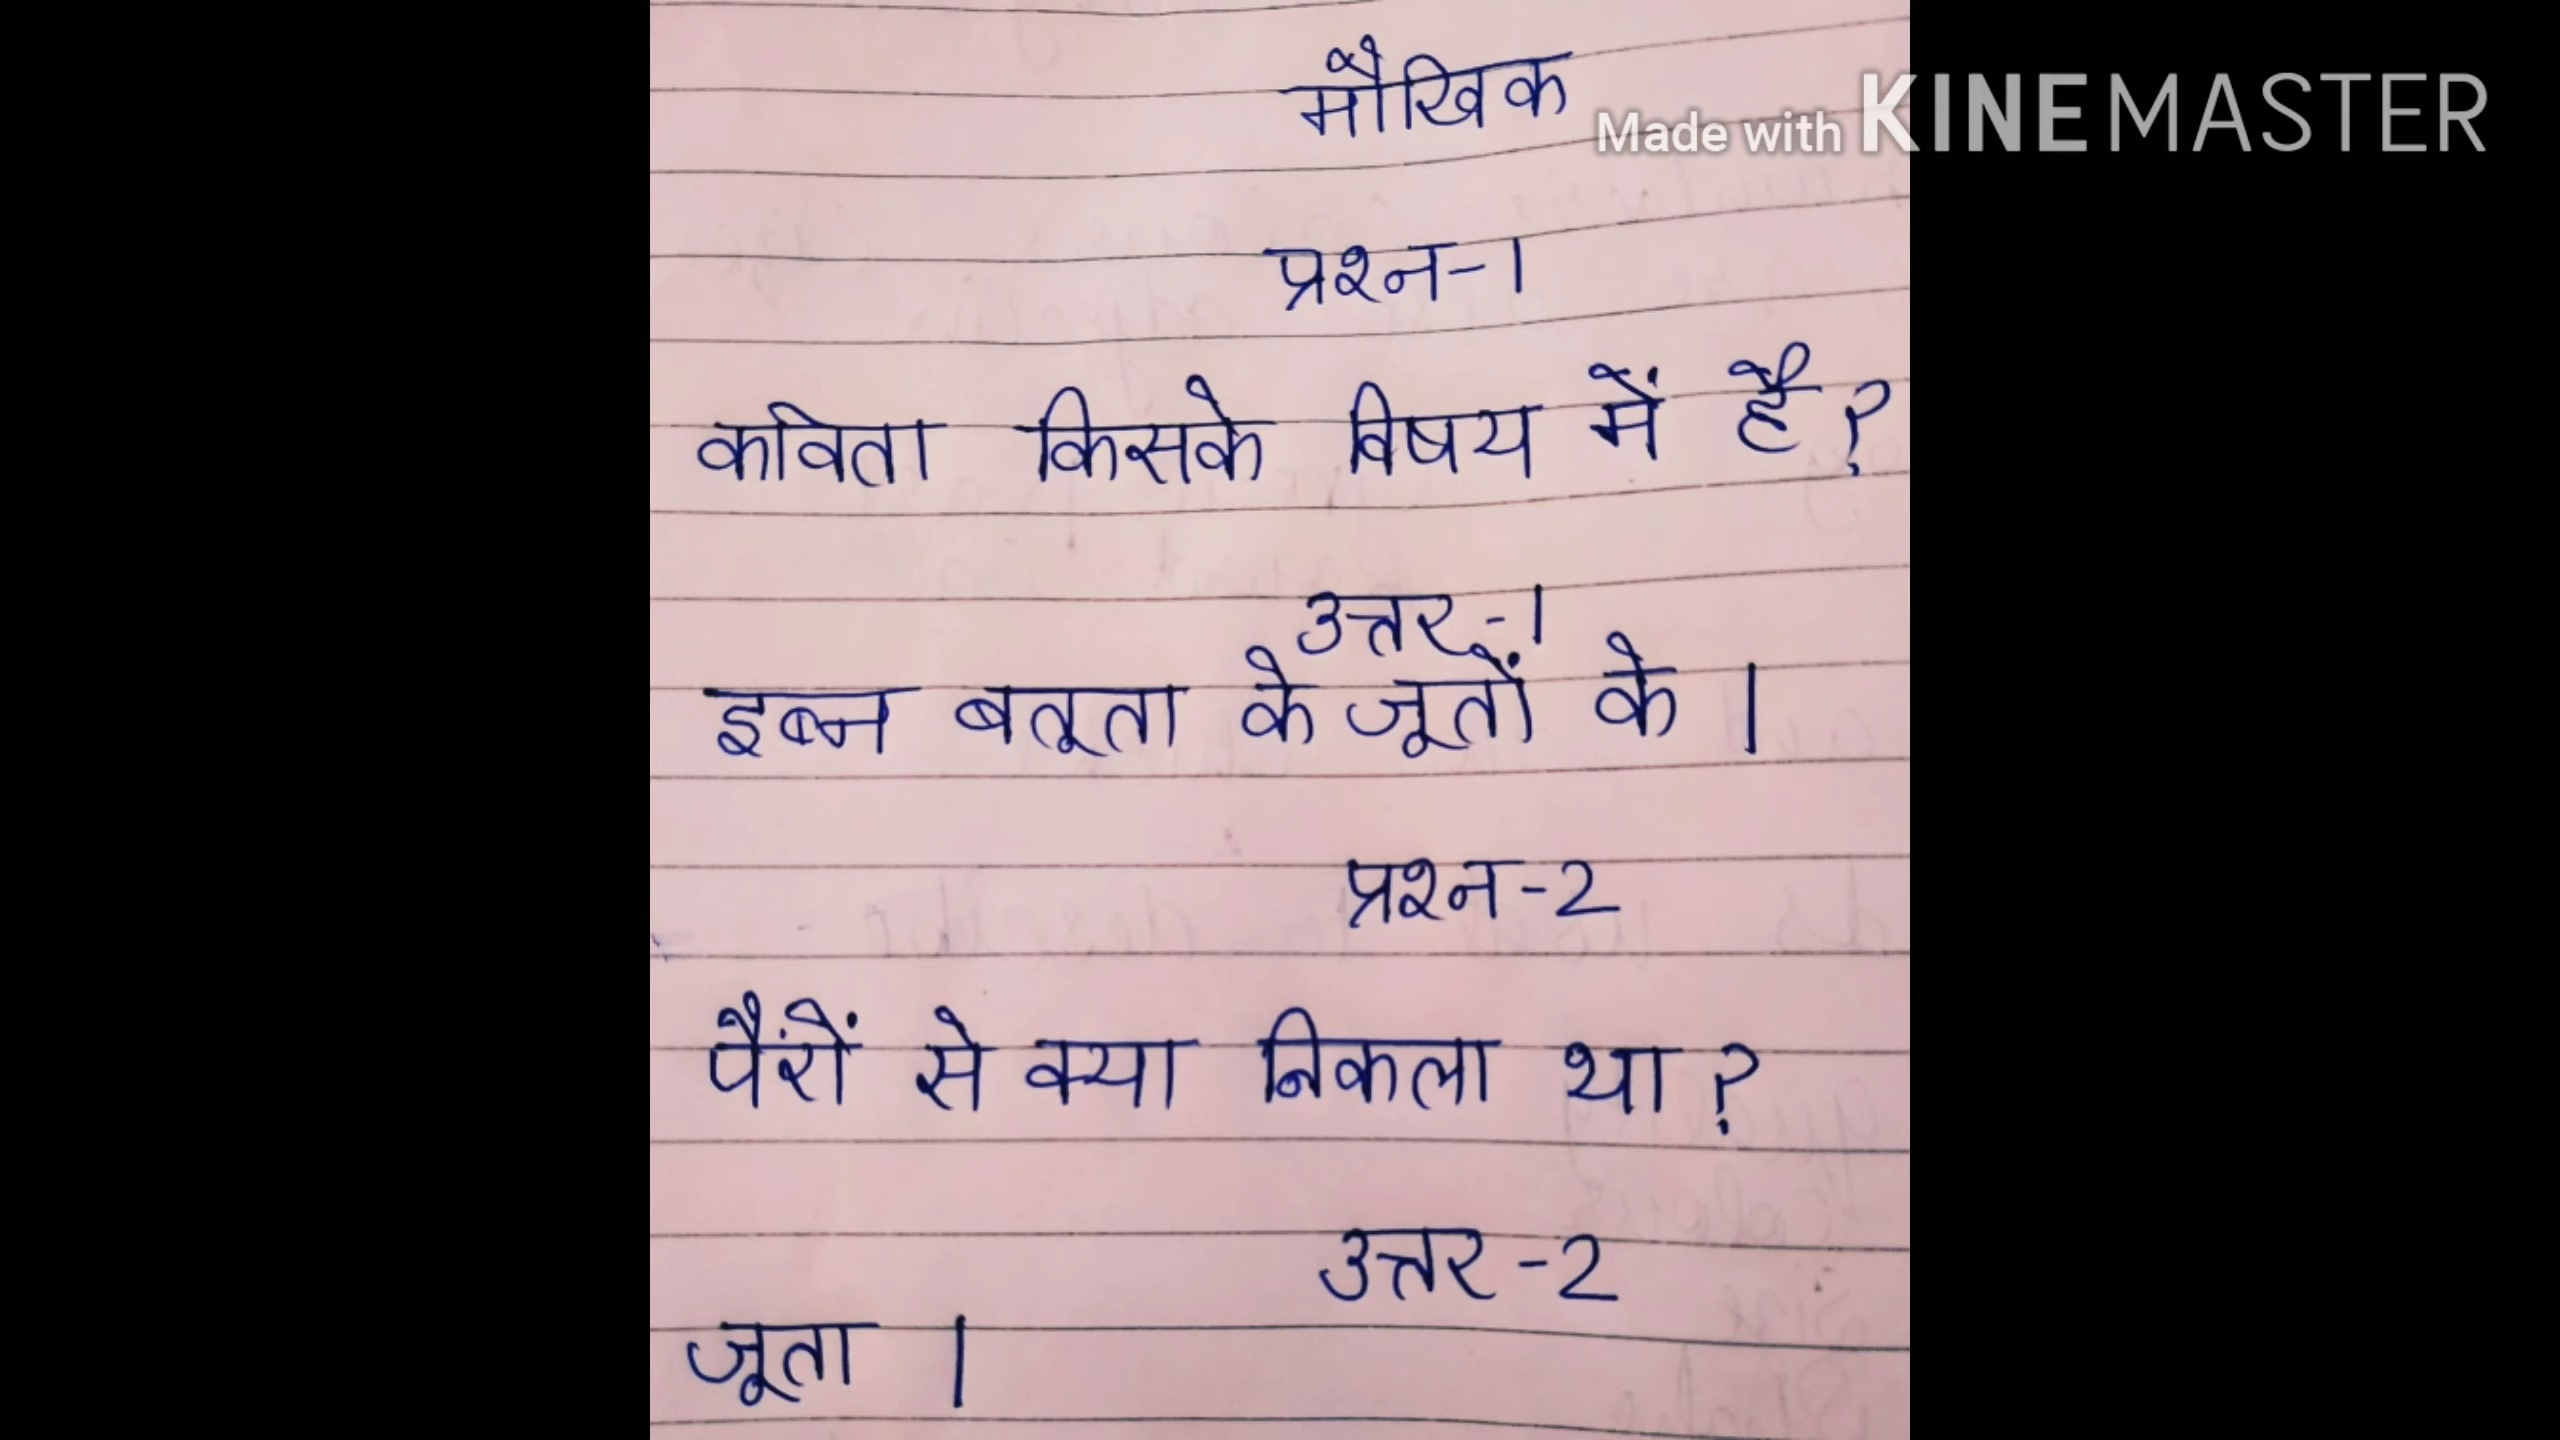 मौखिक
Made with KINEMASTER
प्रश्न-1
कविता किसके विषय में है?
उत्तर-1
इब्न बतूता के जूतों के ।
प्रश्न-2
पैंरों से क्या निकला था?
उत्तर-2
जूता ।